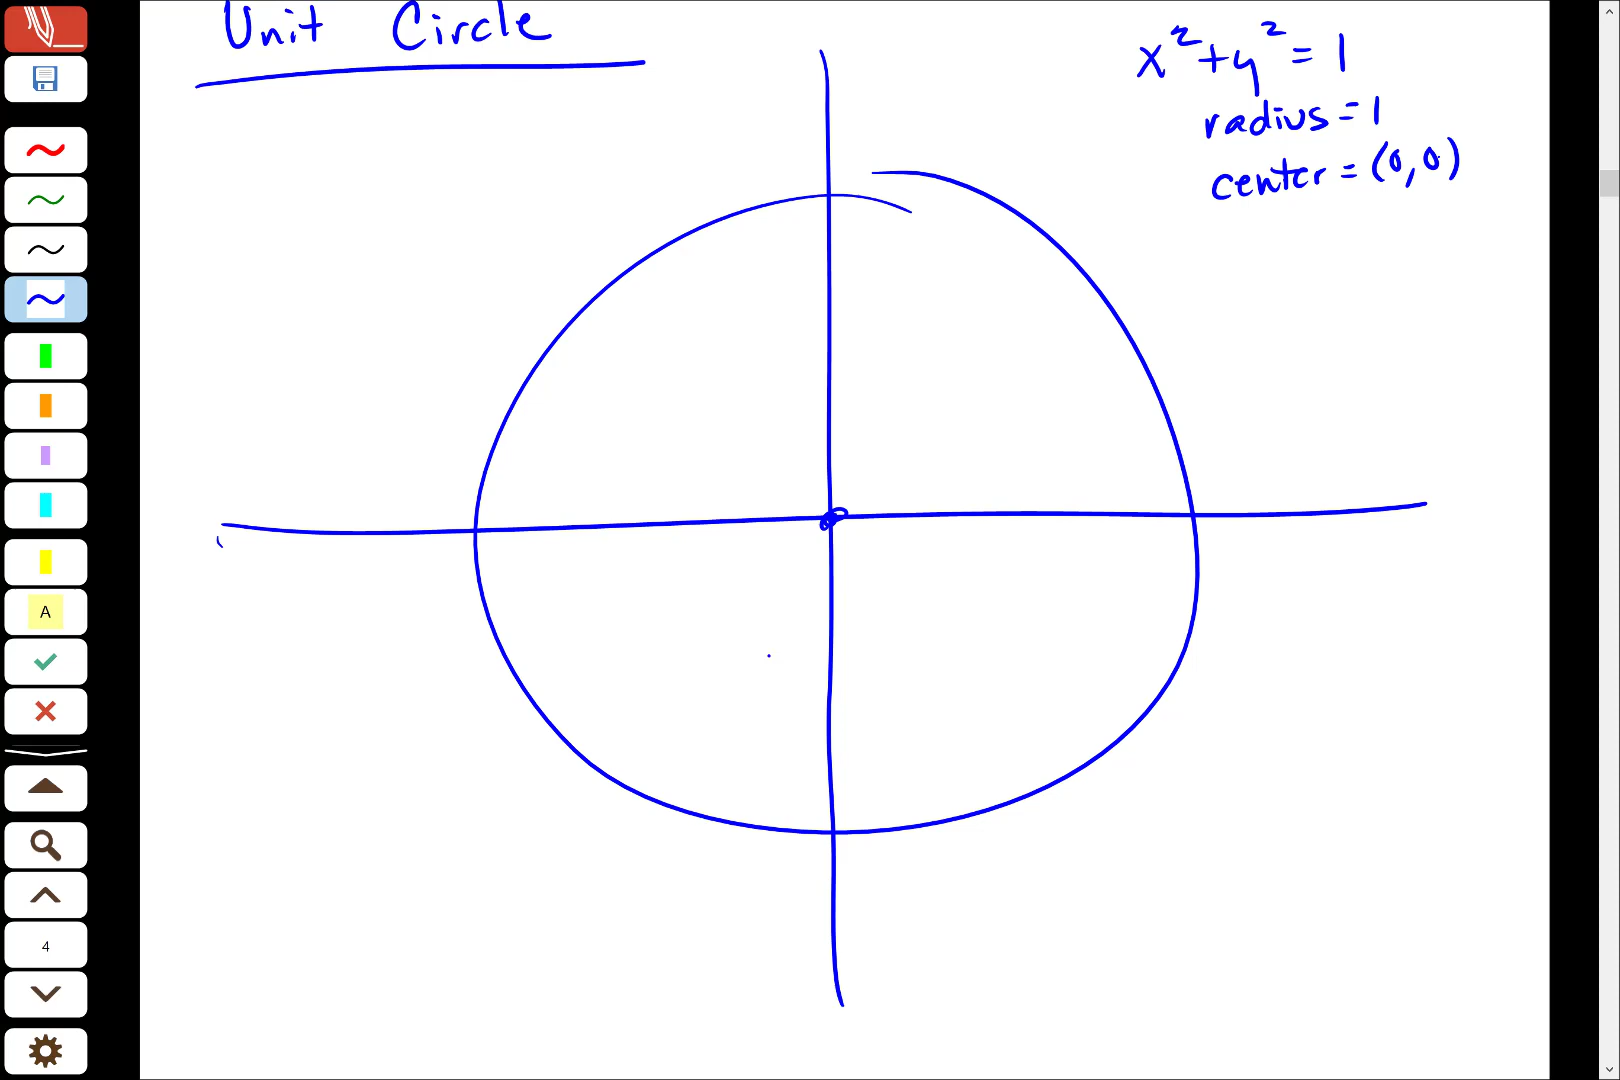 Unit Circle
x²+y²=1
radius=1
center=(0,0)
A
4